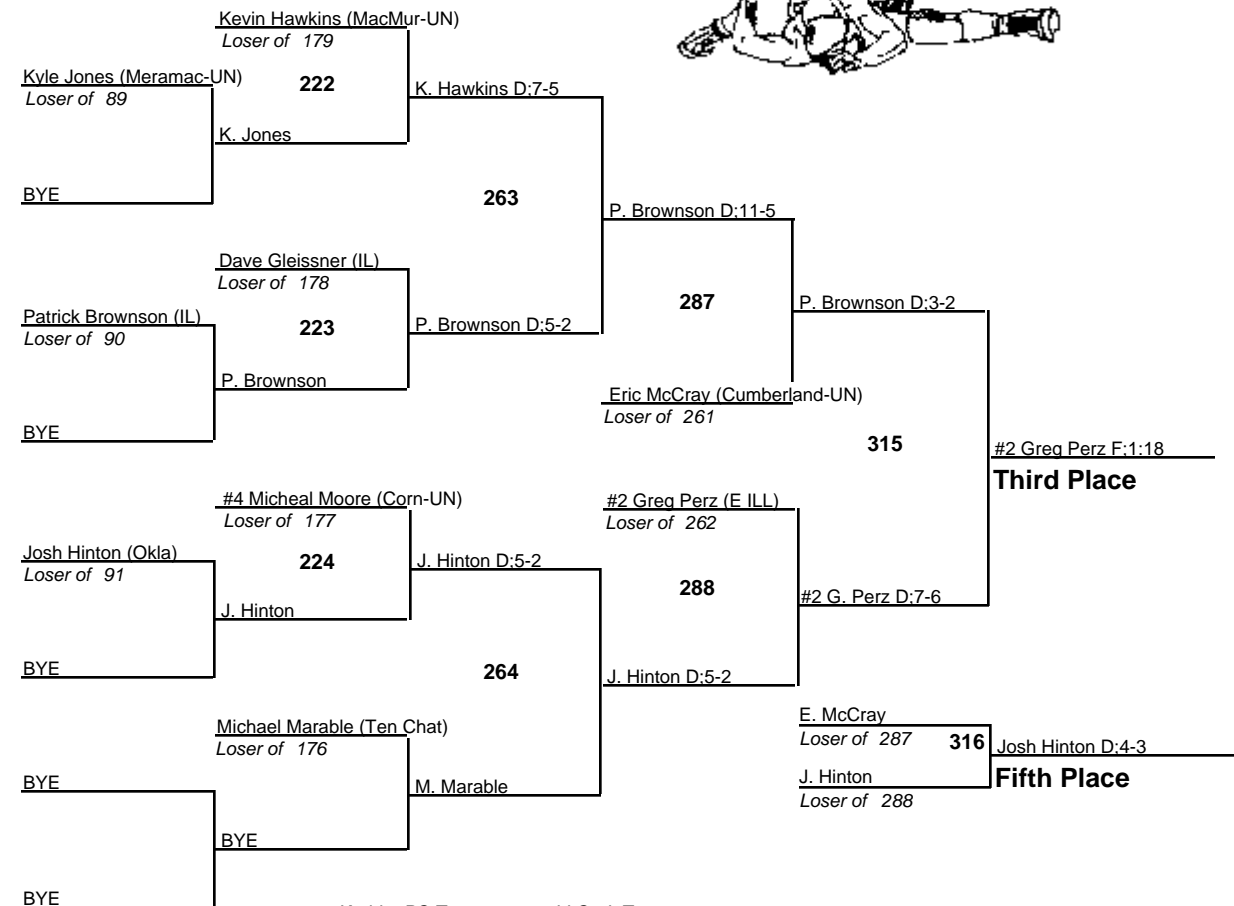 Kevin Hawkins (MacMur-UN)
Loser of 179
Kyle Jones (Meramac-UN)
Loser of 89
222
K. Hawkins D;7-5
K. Jones
BYE
263
P. Brownson D;11-5
Dave Gleissner (IL)
Loser of 178
Patrick Brownson (IL)
Loser of 90
223
P. Brownson D;5-2
287
P. Brownson D;3-2
P. Brownson
Eric McCray (Cumberland-UN)
Loser of 261
BYE
315
#2 Greg Perz F;1:18
Third Place
#4 Micheal Moore (Corn-UN)
Loser of 177
#2 Greg Perz (E ILL)
Loser of 262
Josh Hinton (Okla)
Loser of 91
224
J. Hinton D;5-2
288
#2 G. Perz D;7-6
J. Hinton
BYE
264
J. Hinton D;5-2
Michael Marable (Ten Chat)
Loser of 176
E. McCray
Loser of 287
316
Josh Hinton D;4-3
Fifth Place
J. Hinton
Loser of 288
BYE
M. Marable
BYE
BYE